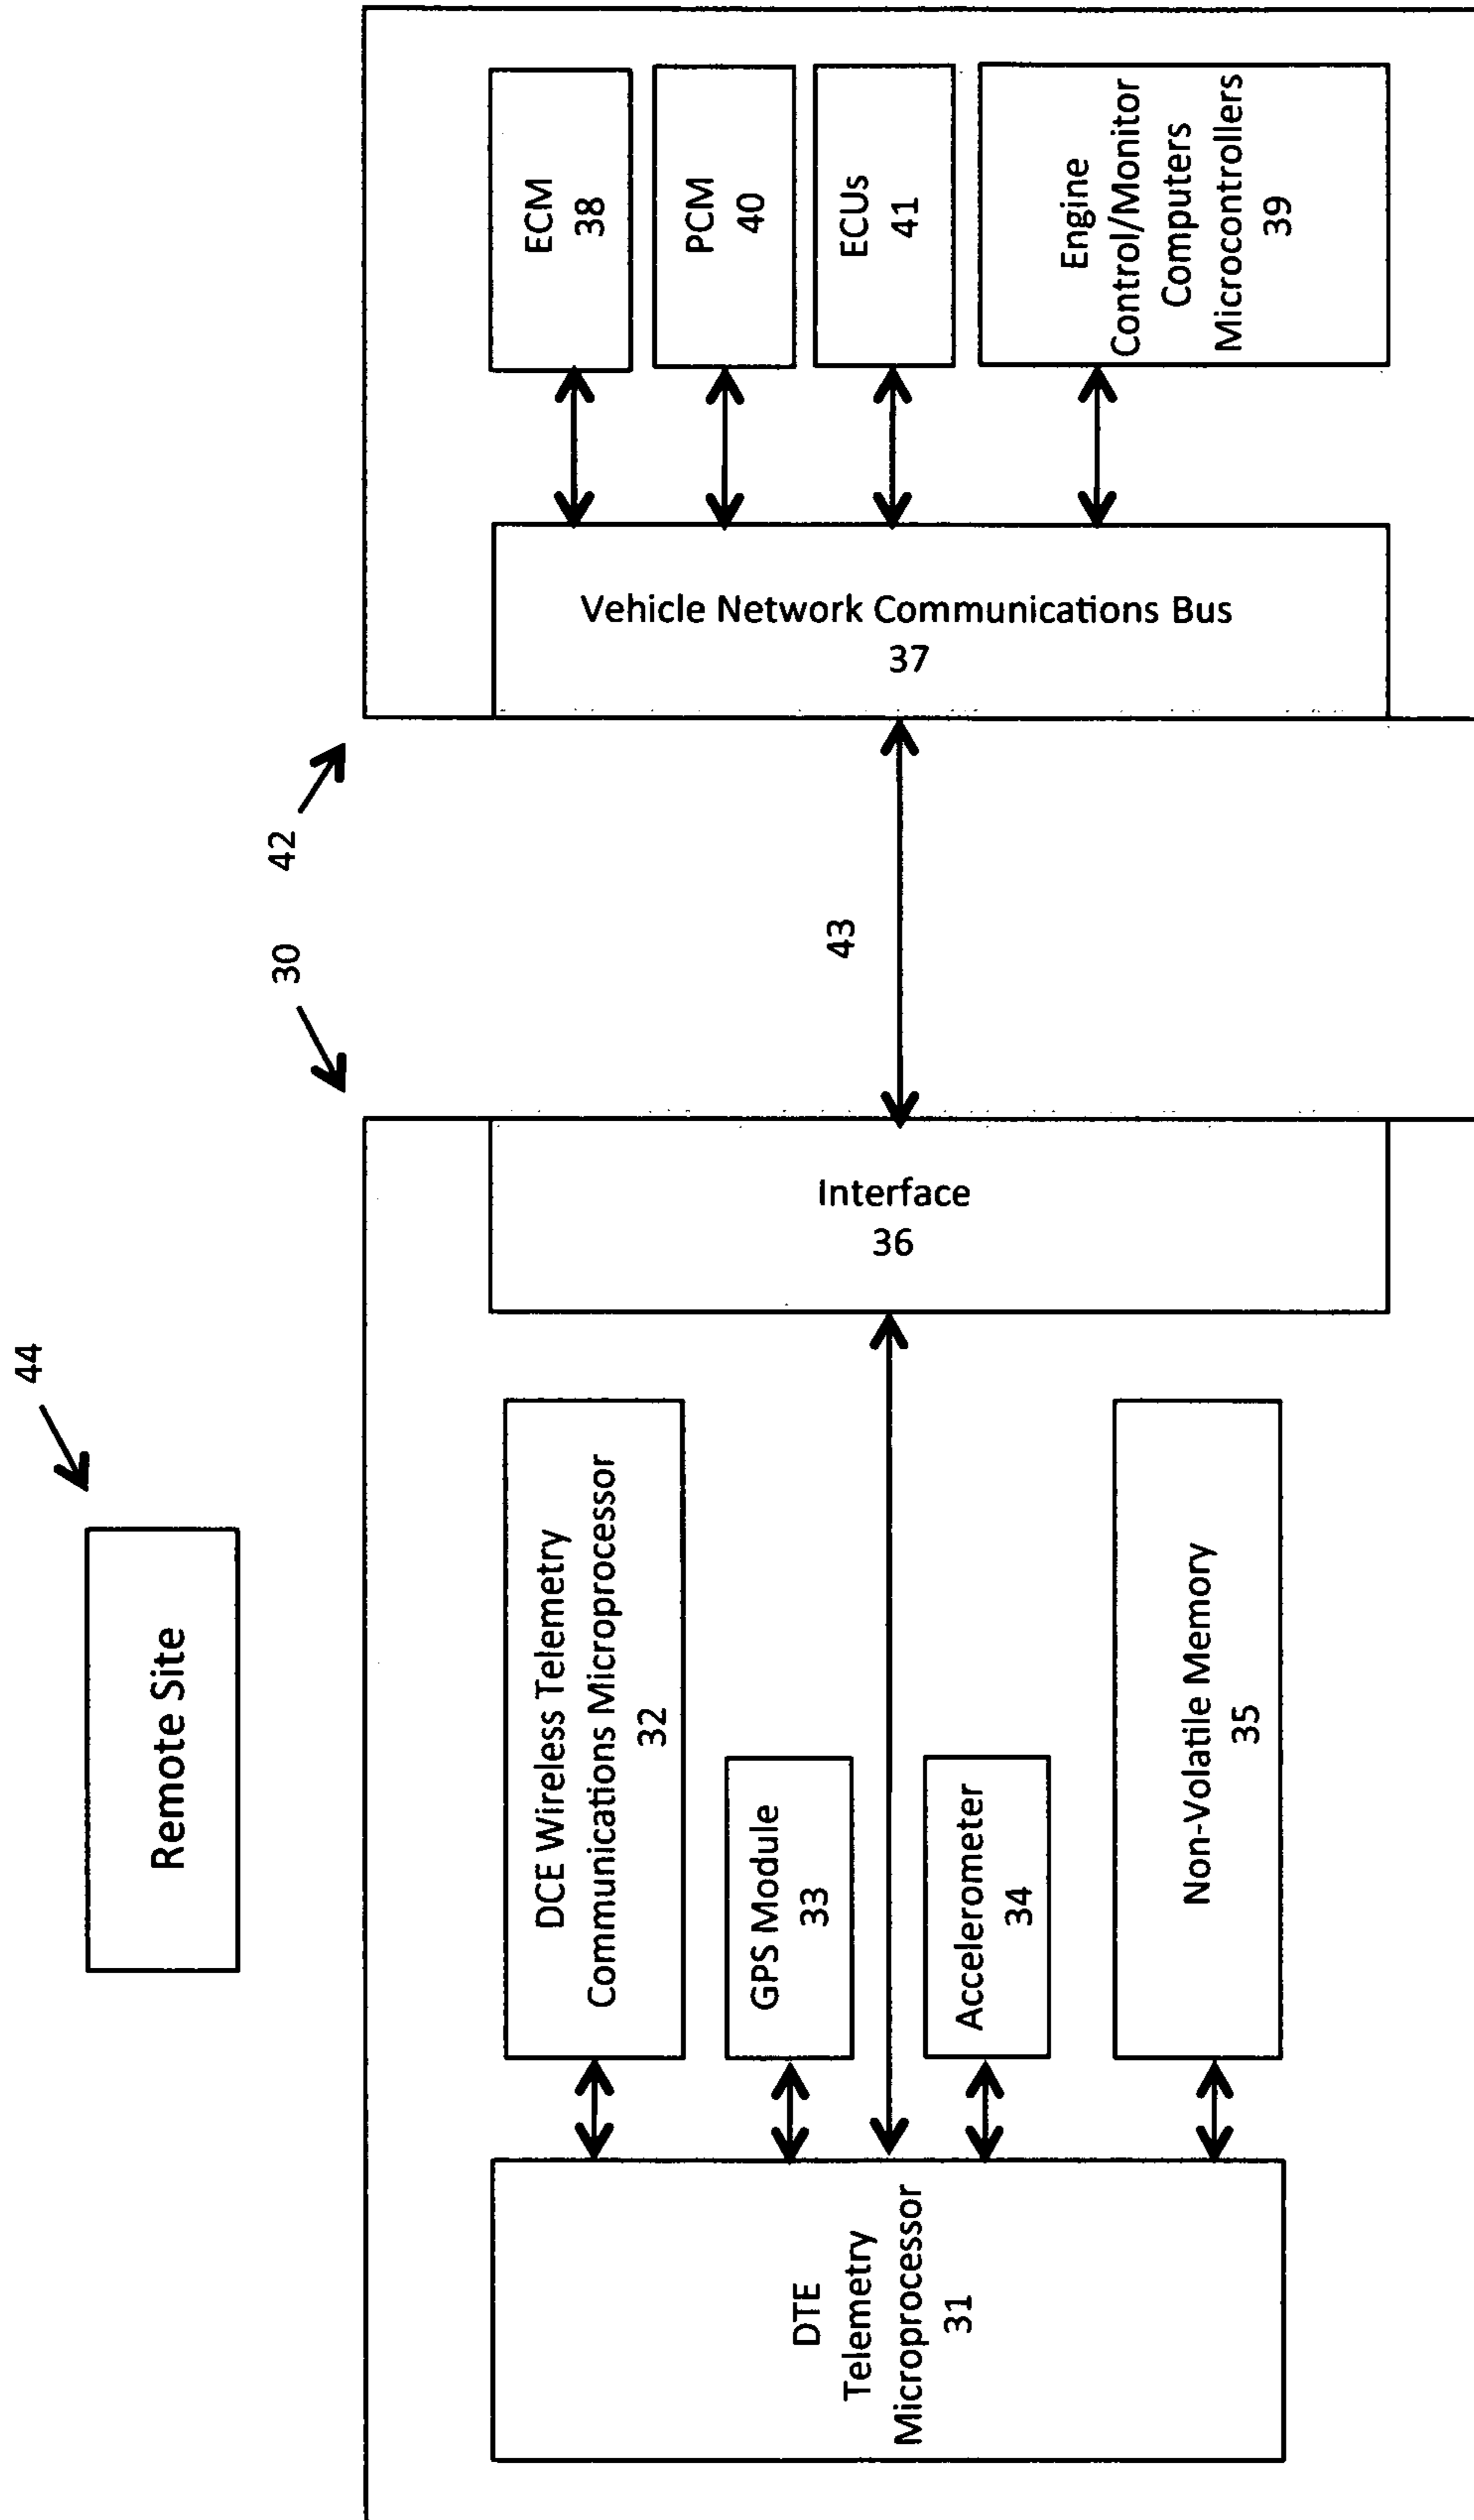 44
Remote Site
30
42
DTE
Telemetry
Microprocessor
31
DCE Wireless Telemetry
Communications Microprocessor
32
GPS Module
33
Accelerometer
34
Non-Volatile Memory
35
Interface
36
43
Vehicle Network Communications Bus
37
ECM
38
PCM
40
ECUs
41
Engine
Control/Monitor
Computers
Microcontrollers
39